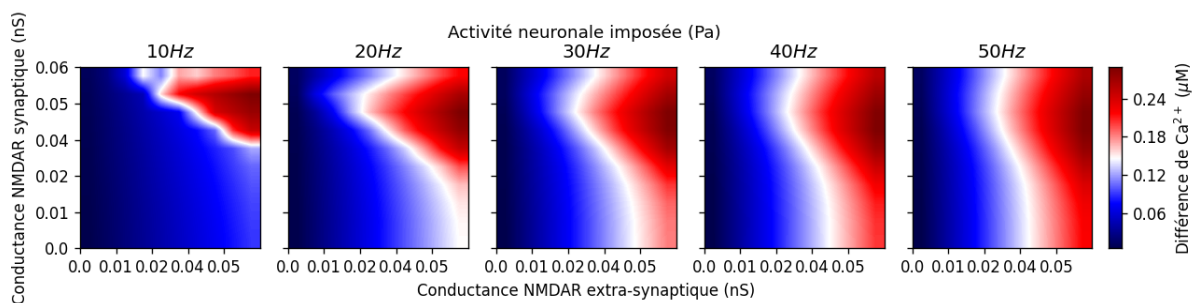 Activité neuronale imposée (Pa)
10Hz 20Hz 30Hz 40Hz 50Hz
Conductance NMDAR synaptique (nS)
0.06
0.05
0.04
0.02
0.01
0.0
0.0 0.01 0.02 0.04 0.05
0.0 0.01 0.02 0.04 0.05
0.0 0.01 0.02 0.04 0.05
0.0 0.01 0.02 0.04 0.05
0.0 0.01 0.02 0.04 0.05
Conductance NMDAR extra-synaptique (nS)
0.24
0.18
0.12
0.06
Différence de Ca²⁺ (μM)